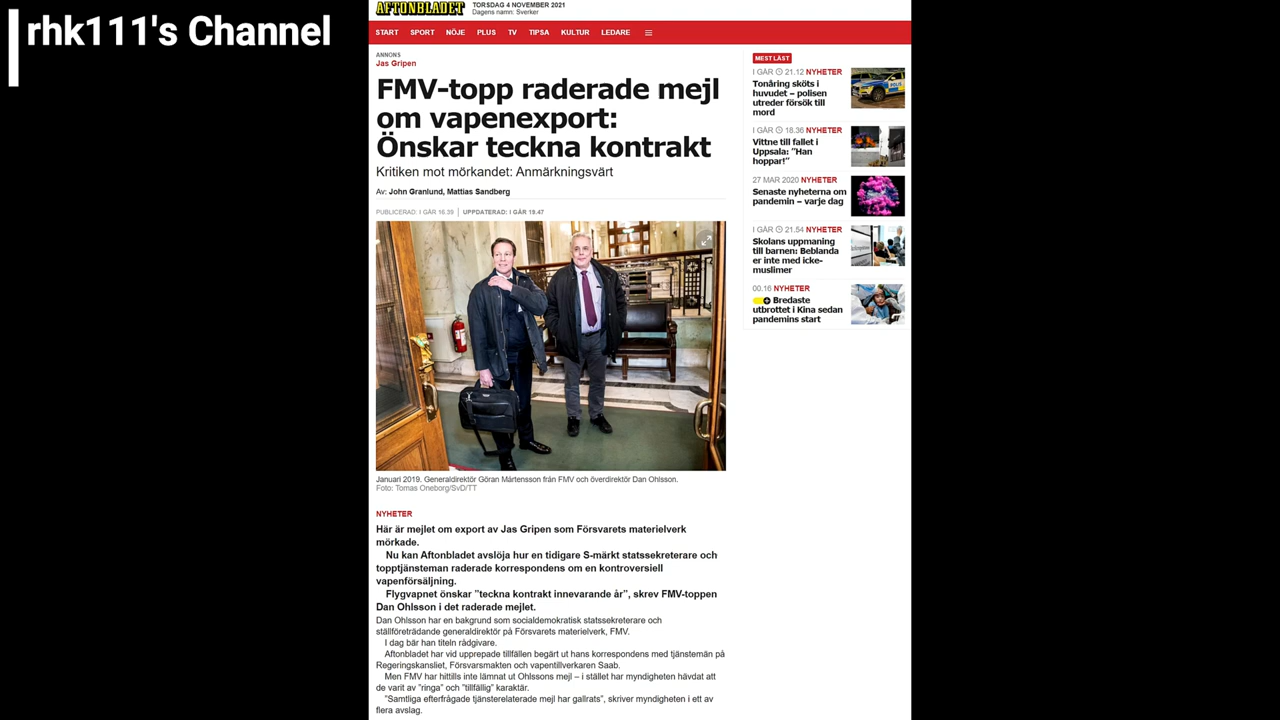 rhk111's Channel
AFTONBLADET
TORSDAG 4 NOVEMBER 2021
Dagens namn: Sverker
START SPORT NÖJE PLUS TV TIPSA KULTUR LEDARE
ANNONS
Jas Gripen
FMV-topp raderade mejl
om vapenexport:
Önskar teckna kontrakt
Kritiken mot mörkandet: Anmärkningsvärt
Av: John Granlund, Mattias Sandberg
PUBLICERAD: I GÅR 16.39 | UPPDATERAD: I GÅR 19.47
Januari 2019. Generaldirektör Göran Mårtensson från FMV och överdirektör Dan Ohlsson.
Foto: Tomas Oneborg/SvD/TT
NYHETER
Här är mejlet om export av Jas Gripen som Försvarets materielverk
mörkade.
Nu kan Aftonbladet avslöja hur en tidigare S-märkt statssekreterare och
topptjänsteman raderade korrespondens om en kontroversiell
vapenförsäljning.
Flygvapnet önskar ”teckna kontrakt innevarande år”, skrev FMV-toppen
Dan Ohlsson i det raderade mejlet.
Dan Ohlsson har en bakgrund som socialdemokratisk statssekreterare och
ställföreträdande generaldirektör på Försvarets materielverk, FMV.
I dag bär han titeln rådgivare.
Aftonbladet har vid upprepade tillfällen begärt ut hans korrespondens med tjänstemän på
Regeringskansliet, Försvarsmakten och vapentillverkaren Saab.
Men FMV har hittills inte lämnat ut Ohlssons mejl – i stället har myndigheten hävdat att
de varit av ”ringa” och ”tillfällig” karaktär.
”Samtliga efterfrågade tjänsterelaterade mejl har gallrats”, skriver myndigheten i ett av
flera avslag.
MEST LÄST
I GÅR 21.12 NYHETER
Tonåring sköts i
huvudet – polisen
utreder försök till
mord
I GÅR 18.36 NYHETER
Vittne till fallet i
Uppsala: ”Han
hoppar!”
27 MAR 2020 NYHETER
Senaste nyheterna om
pandemin – varje dag
I GÅR 21.54 NYHETER
Skolans uppmaning
till barnen: Beblanda
er inte med icke-
muslimer
00.16 NYHETER
Bredaste
utbrottet i Kina sedan
pandemins start